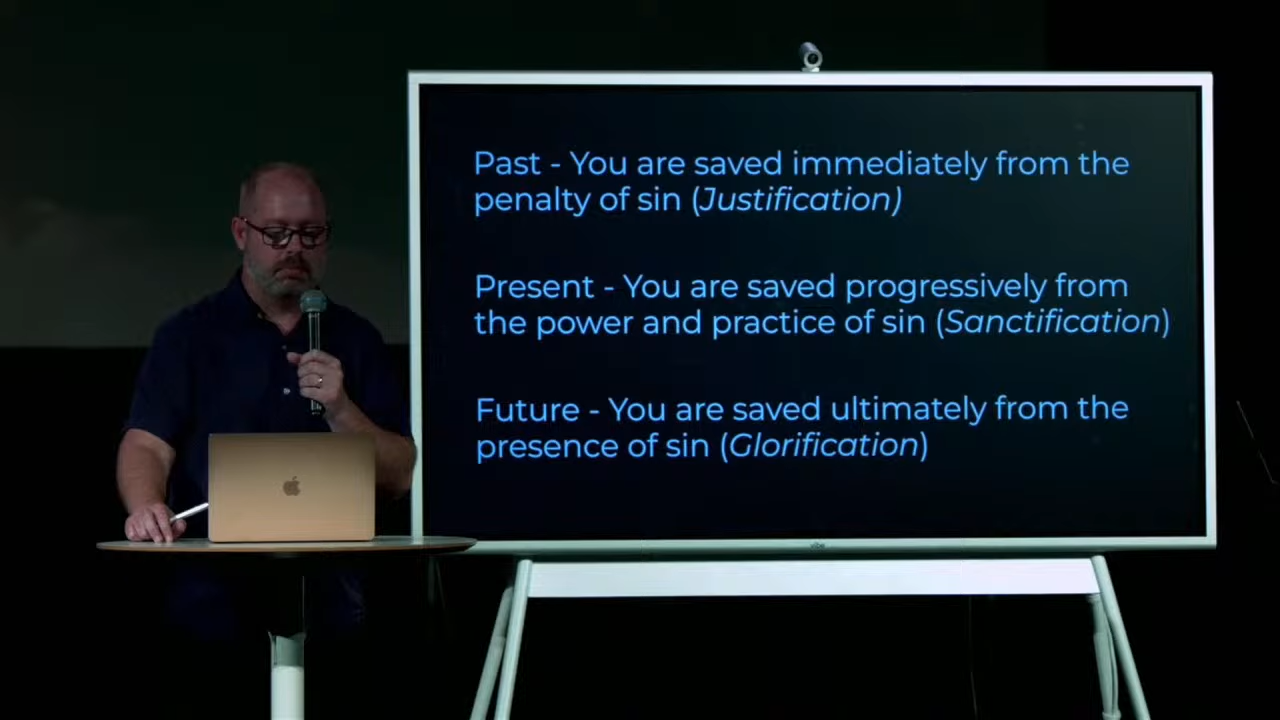 Past - You are saved immediately from the
penalty of sin (Justification)
Present - You are saved progressively from
the power and practice of sin (Sanctification)
Future - You are saved ultimately from the
presence of sin (Glorification)
vibe